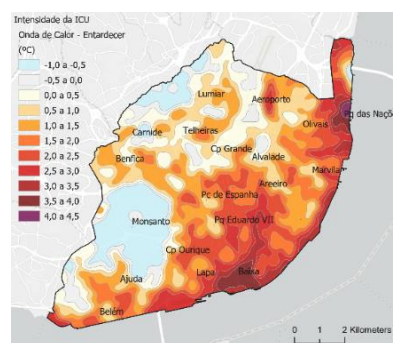 Intensidade da ICU
Onda de Calor - Entardecer
(ºC)
-1,0 a -0,5
-0,5 a 0,0
0,0 a 0,5
0,5 a 1,0
1,0 a 1,5
1,5 a 2,0
2,0 a 2,5
2,5 a 3,0
3,0 a 3,5
3,5 a 4,0
4,0 a 4,5
Lumiar
Aeroporto
Olivais
Pq das Naçõ
Carnide
Telheiras
Cp Grande
Benfica
Alvalade
Marvila
Areeiro
Pc de Espanha
Monsanto
Pq Eduardo VII
Cp Ourique
Ajuda
Lapa
Baixa
Belém
0 1 2 Kilometers